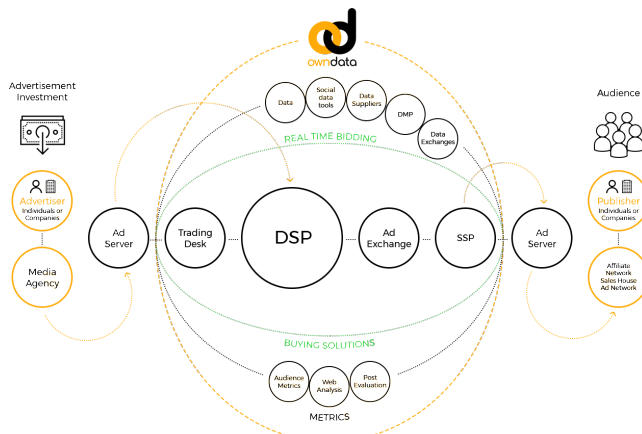 owndata
Advertisement
Investment
Audience
Data
Social
data
tools
Data
Suppliers
DMP
Data
Exchanges
REAL TIME BIDDING
Advertiser
Individuals or
Companies
Media
Agency
Ad
Server
Trading
Desk
DSP
Ad
Exchange
SSP
Ad
Server
Publisher
Individuals or
Companies
Affiliate
Network
Sales House
Ad Network
BUYING SOLUTIONS
Audience
Metrics
Web
Analysis
Post
Evaluation
METRICS